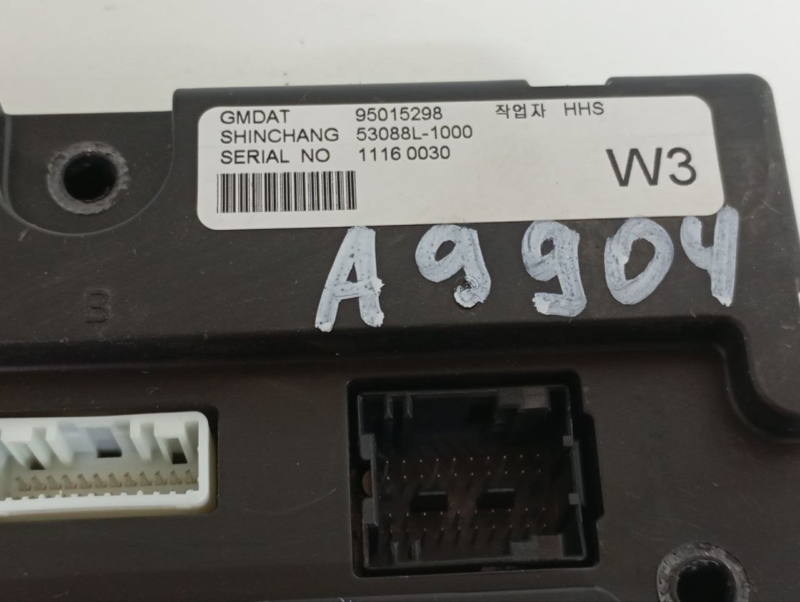 GMDAT 95015298 작업자 HHS
SHINCHANG 53088L-1000
SERIAL NO 1116 0030
W3
A9904
B